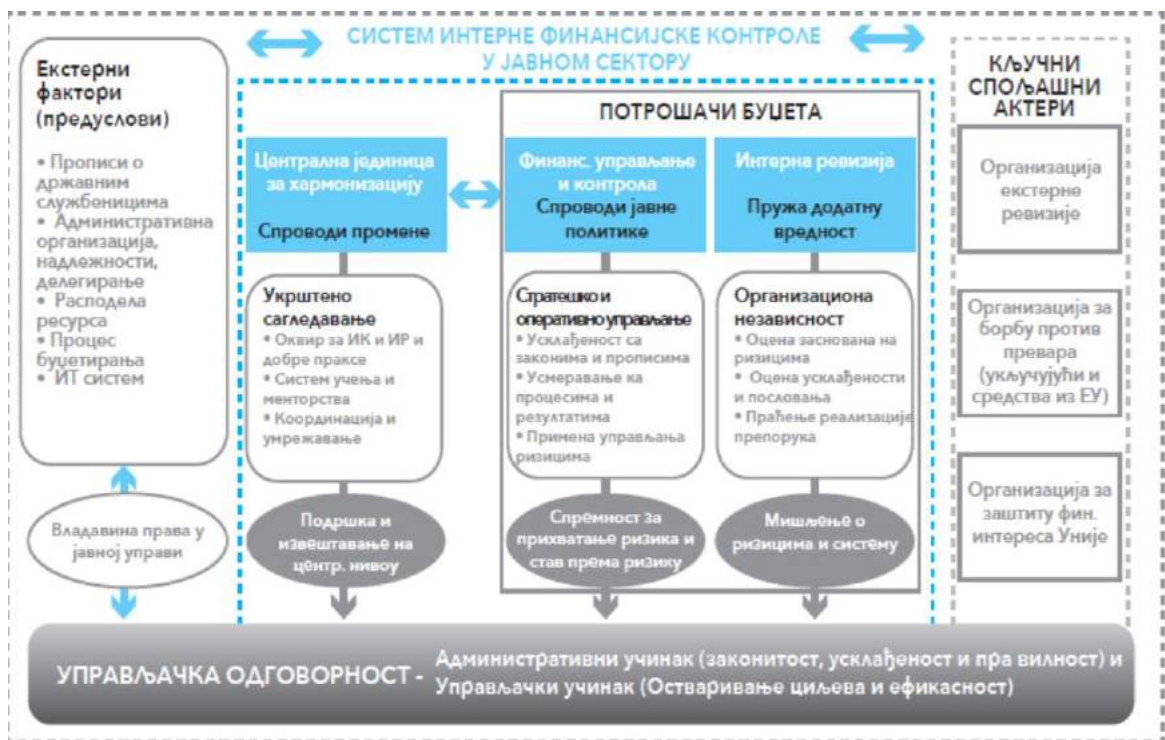 СИСТЕМ ИНТЕРНЕ ФИНАНСИЈСКЕ КОНТРОЛЕ
У ЈАВНОМ СЕКТОРУ
Екстерни
фактори
(предуслови)
• Прописи о
државним
службеницима
• Административна
организација,
надлежности,
делегирање
• Расподела
ресурса
• Процес
буџетирања
• ИТ систем
Владавина права у
јавној управи
Централна јединица
за хармонизацију
Спроводи промене
Укрштено
сагледавање
• Оквир за ИК и ИР и
добре праксе
• Систем учења и
менторства
• Координација и
умрежавање
Подршка и
извештавање на
центр. нивоу
ПОТРОШАЧИ БУЏЕТА
Финанс. управљање
и контрола
Спроводи јавне
политике
Стратешко и
оперативно управљање
• Усклађеност са
законима и прописима
• Усмеравање ка
процесима и
резултатима
• Примена управљања
ризицима
Спремност за
прихватање ризика и
став према ризику
Интерна ревизија
Пружа додатну
вредност
Организациона
независност
• Оцена заснована на
ризицима
• Оцена усклађености
и пословања
• Праћење реализације
препорука
Мишљење о
ризицима и систему
КЉУЧНИ
СПОЉАШНИ
АКТЕРИ
Организација
екстерне
ревизије
Организација за
борбу против
превара
(укључујући и
средства из ЕУ)
Организација за
заштиту фин.
интереса Уније
УПРАВЉАЧКА ОДГОВОРНОСТ -
Административни учинак (законитост, усклађеност и пра вилност) и
Управљачки учинак (Остваривање циљева и ефикасност)